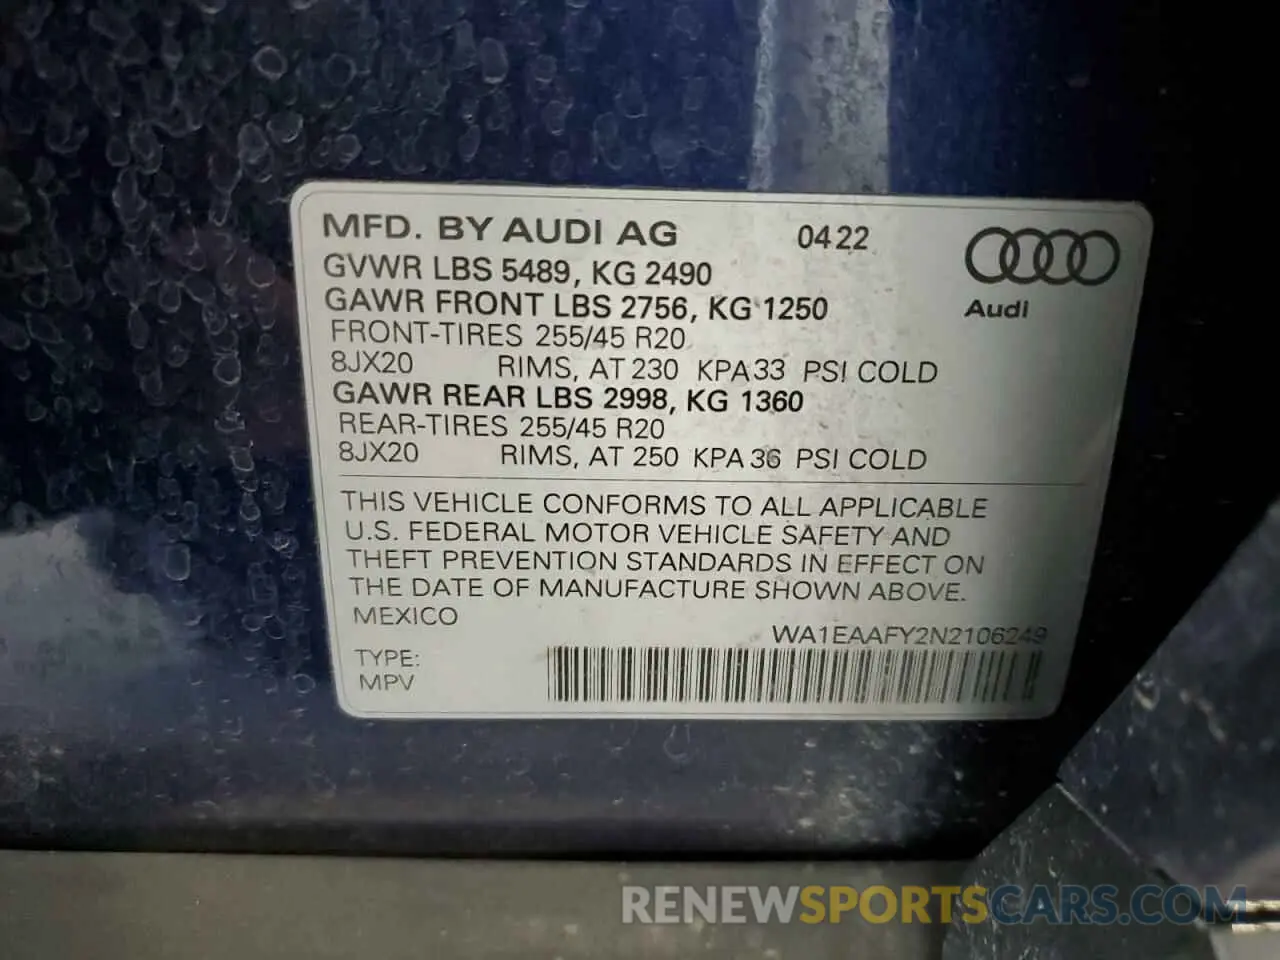 MFD. BY AUDI AG 0422
GVWR LBS 5489, KG 2490
GAWR FRONT LBS 2756, KG 1250
Audi
FRONT-TIRES 255/45 R20
8JX20 RIMS, AT 230 KPA 33 PSI COLD
GAWR REAR LBS 2998, KG 1360
REAR-TIRES 255/45 R20
8JX20 RIMS, AT 250 KPA 36 PSI COLD
THIS VEHICLE CONFORMS TO ALL APPLICABLE
U.S. FEDERAL MOTOR VEHICLE SAFETY AND
THEFT PREVENTION STANDARDS IN EFFECT ON
THE DATE OF MANUFACTURE SHOWN ABOVE.
MEXICO
WA1EAAFY2N2106249
TYPE:
MPV
RENEWSPORTSCARS.COM